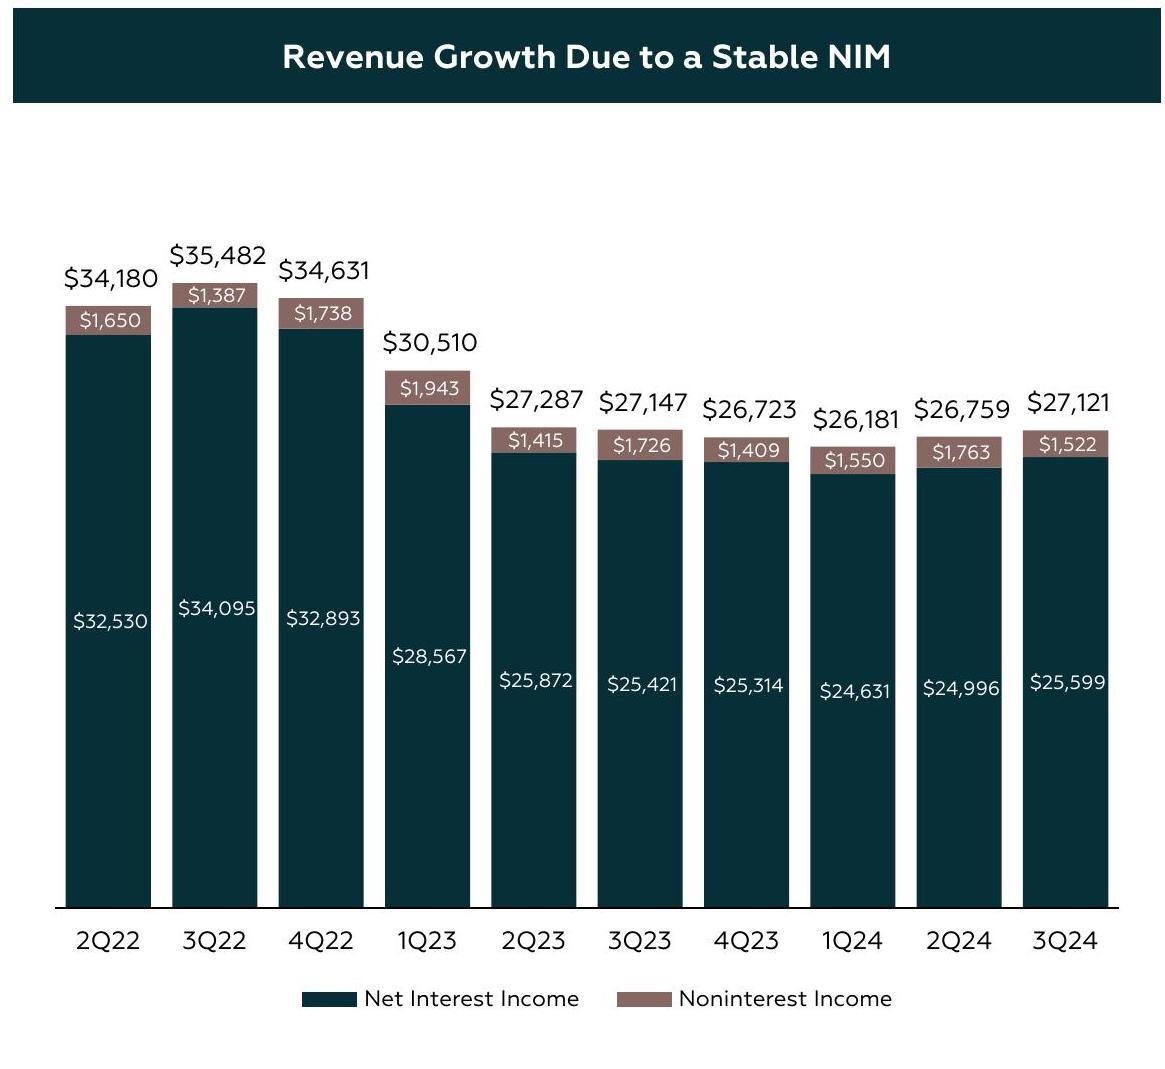 Revenue Growth Due to a Stable NIM
$34,180 $35,482 $34,631 $30,510 $27,287 $27,147 $26,723 $26,181 $26,759 $27,121
$1,650 $1,387 $1,738 $1,943 $1,415 $1,726 $1,409 $1,550 $1,763 $1,522
$32,530 $34,095 $32,893 $28,567 $25,872 $25,421 $25,314 $24,631 $24,996 $25,599
2Q22 3Q22 4Q22 1Q23 2Q23 3Q23 4Q23 1Q24 2Q24 3Q24
Net Interest Income Noninterest Income